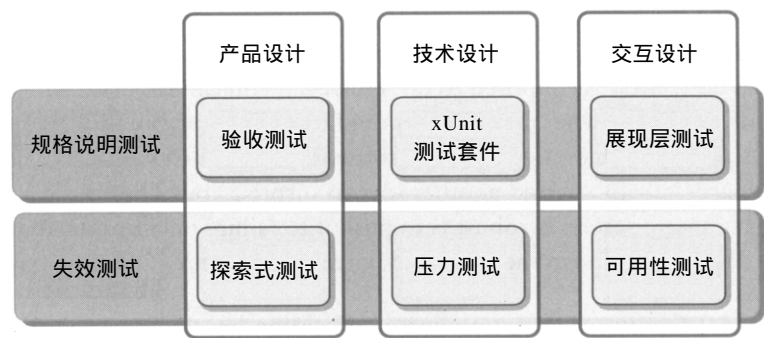 产品设计
技术设计
交互设计
规格说明测试
验收测试
xUnit
测试套件
展现层测试
失效测试
探索式测试
压力测试
可用性测试